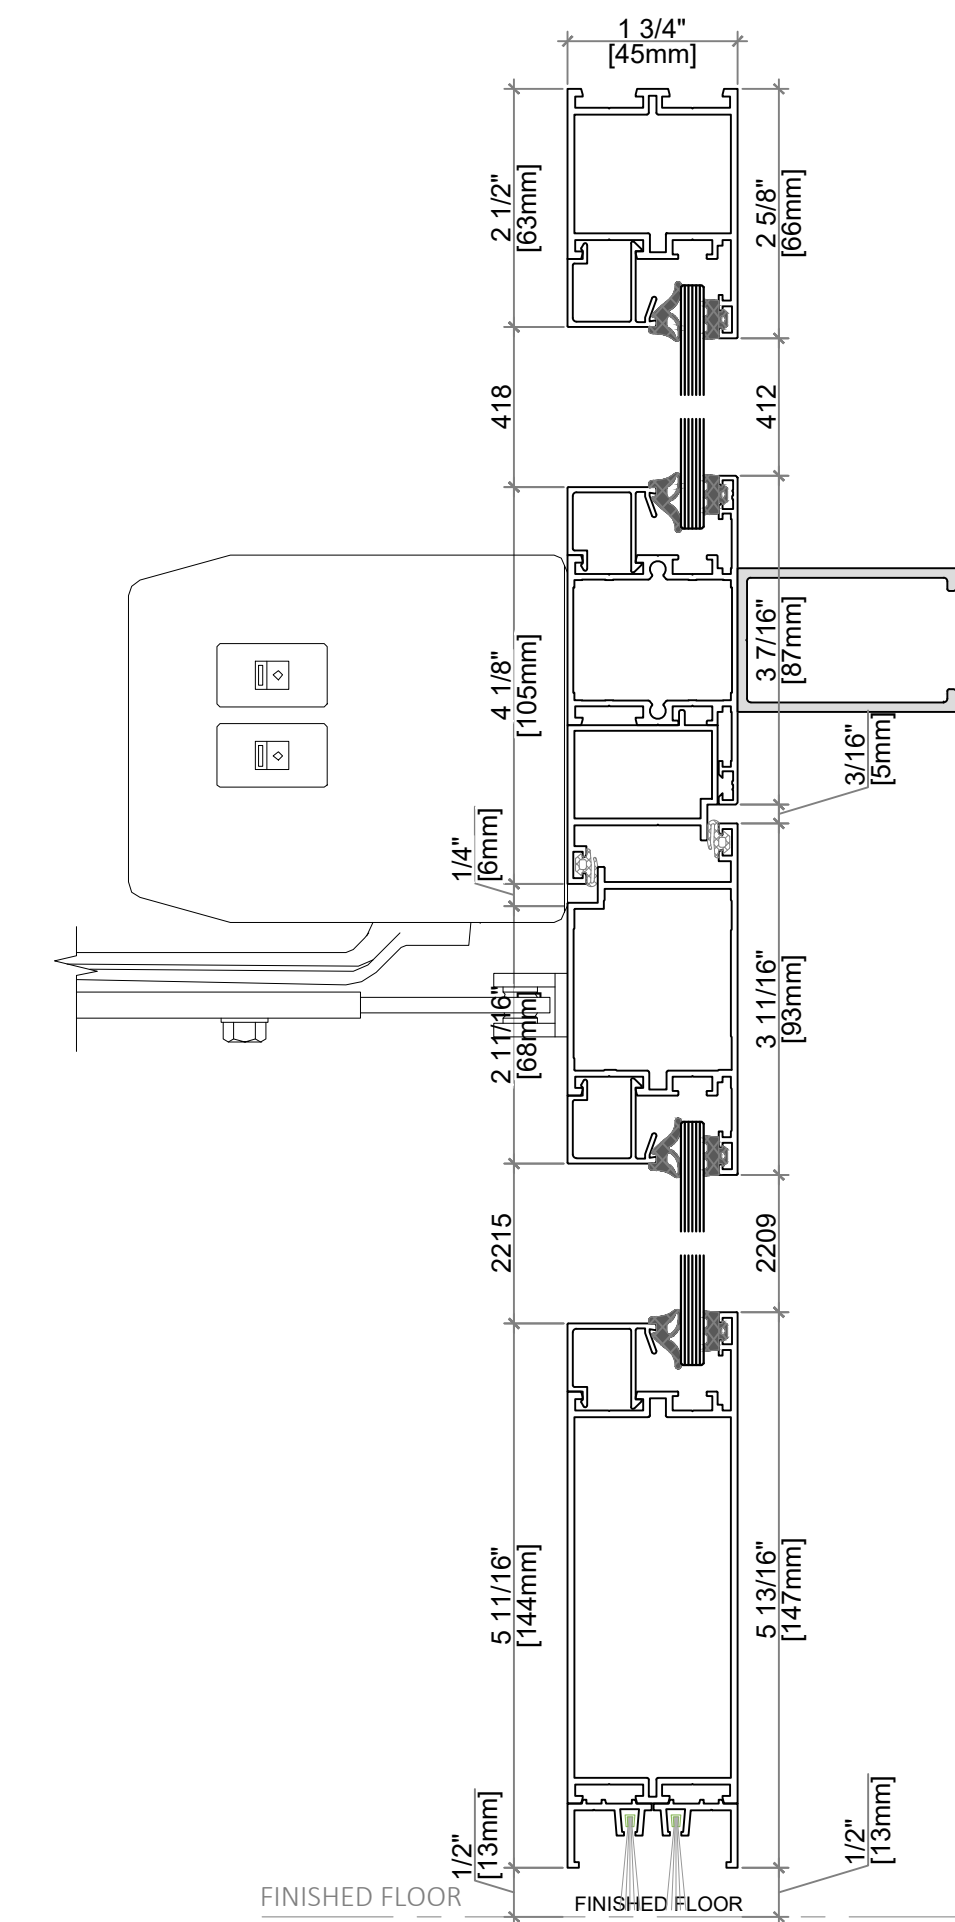 1 3/4"
[45mm]
2 1/2"
[63mm]
2 5/8"
[66mm]
418
412
4 1/8"
[105mm]
3 7/16"
[87mm]
3/16"
[5mm]
1/4"
[6mm]
2 11/16"
[68mm]
3 11/16"
[93mm]
2215
2209
5 11/16"
[144mm]
5 13/16"
[147mm]
1/2"
[13mm]
1/2"
[13mm]
FINISHED FLOOR
FINISHED FLOOR